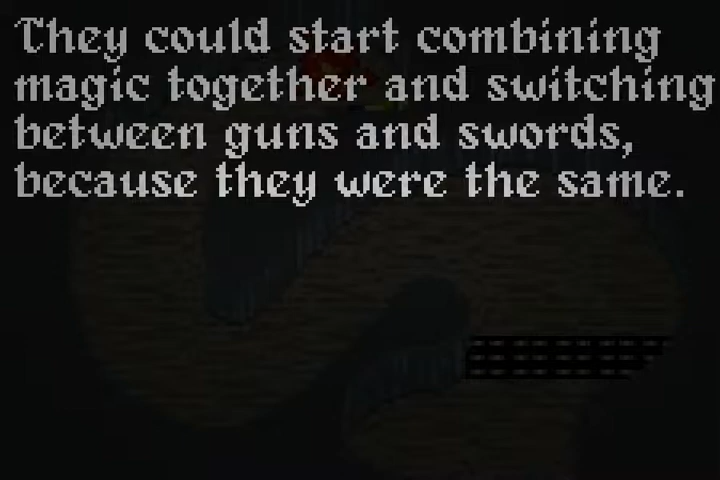 They could start combining
magic together and switching
between guns and swords,
because they were the same.